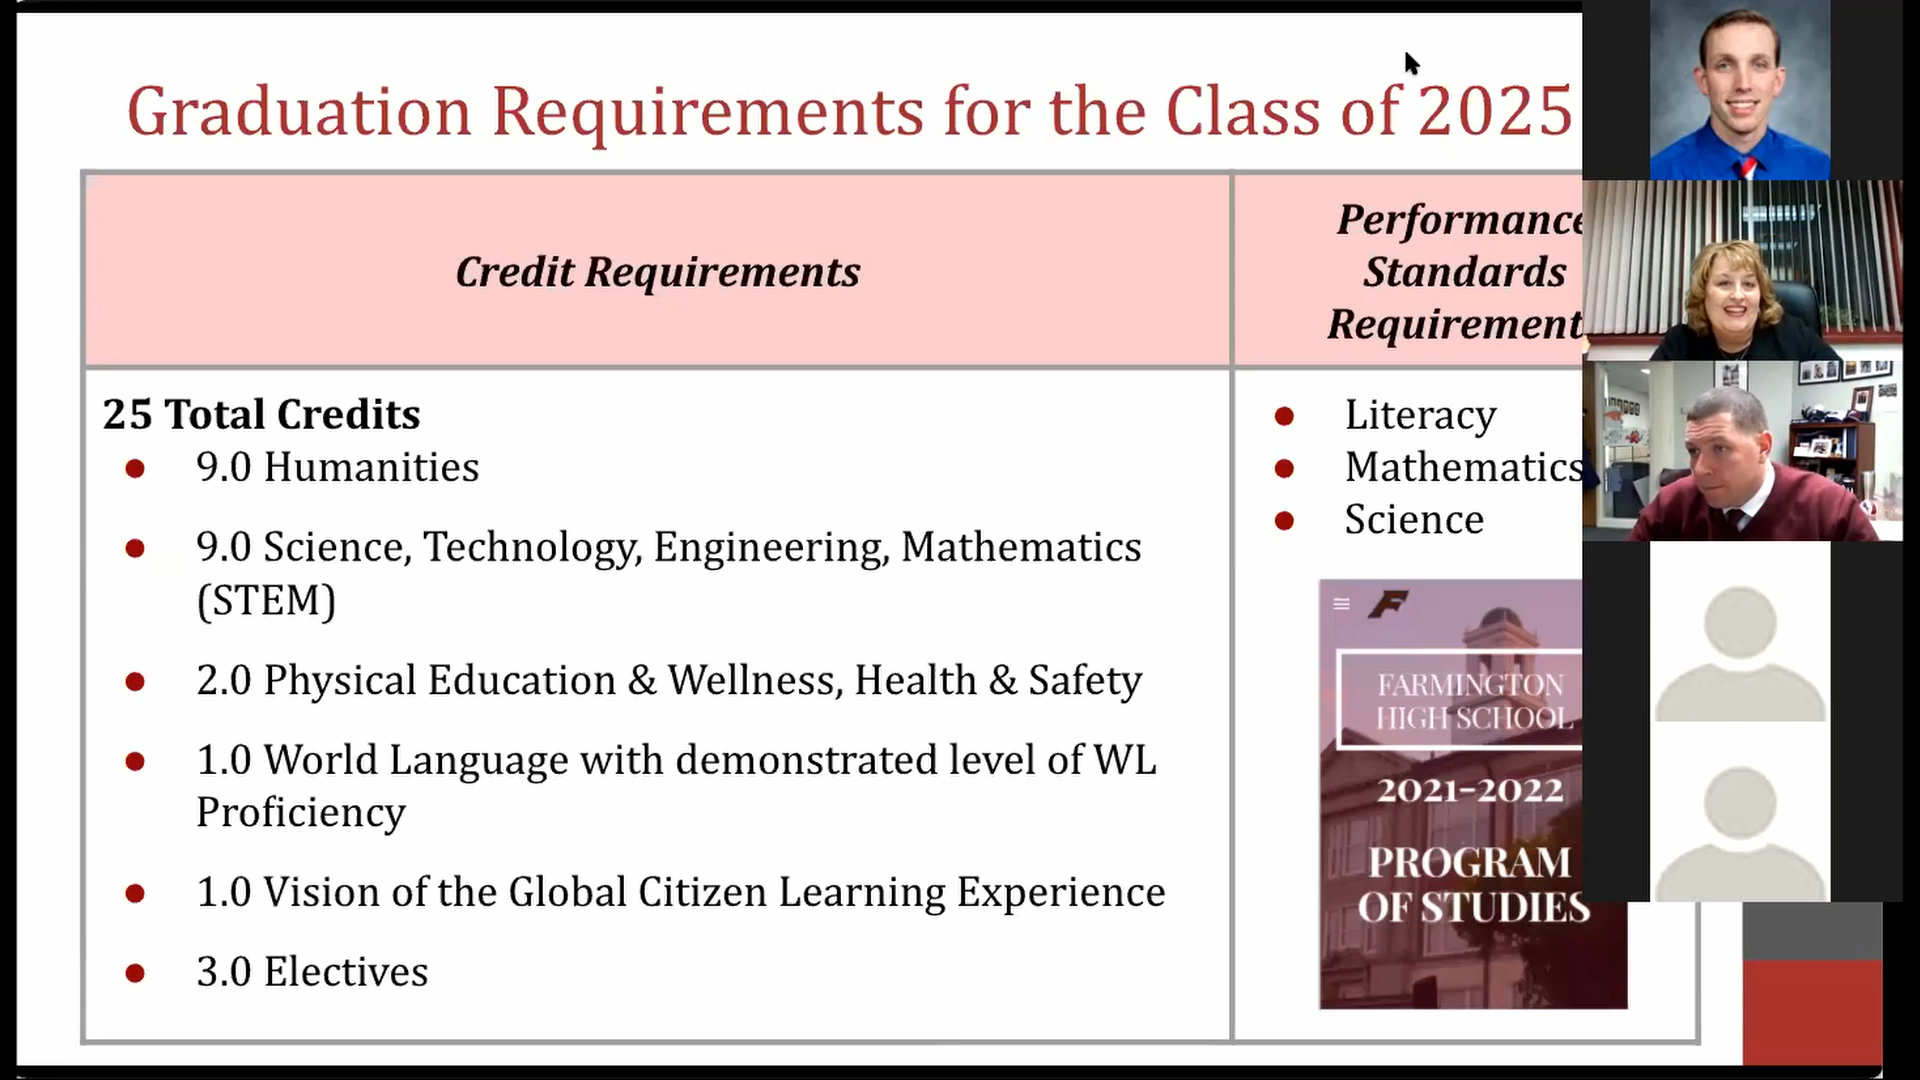 Graduation Requirements for the Class of 2025
Credit Requirements
Performance
Standards
Requirement
25 Total Credits
● 9.0 Humanities
● 9.0 Science, Technology, Engineering, Mathematics
(STEM)
● 2.0 Physical Education & Wellness, Health & Safety
● 1.0 World Language with demonstrated level of WL
Proficiency
● 1.0 Vision of the Global Citizen Learning Experience
● 3.0 Electives
● Literacy
● Mathematics
● Science
F
FARMINGTON
HIGH SCHOOL
2021-2022
PROGRAM
OF STUDIES